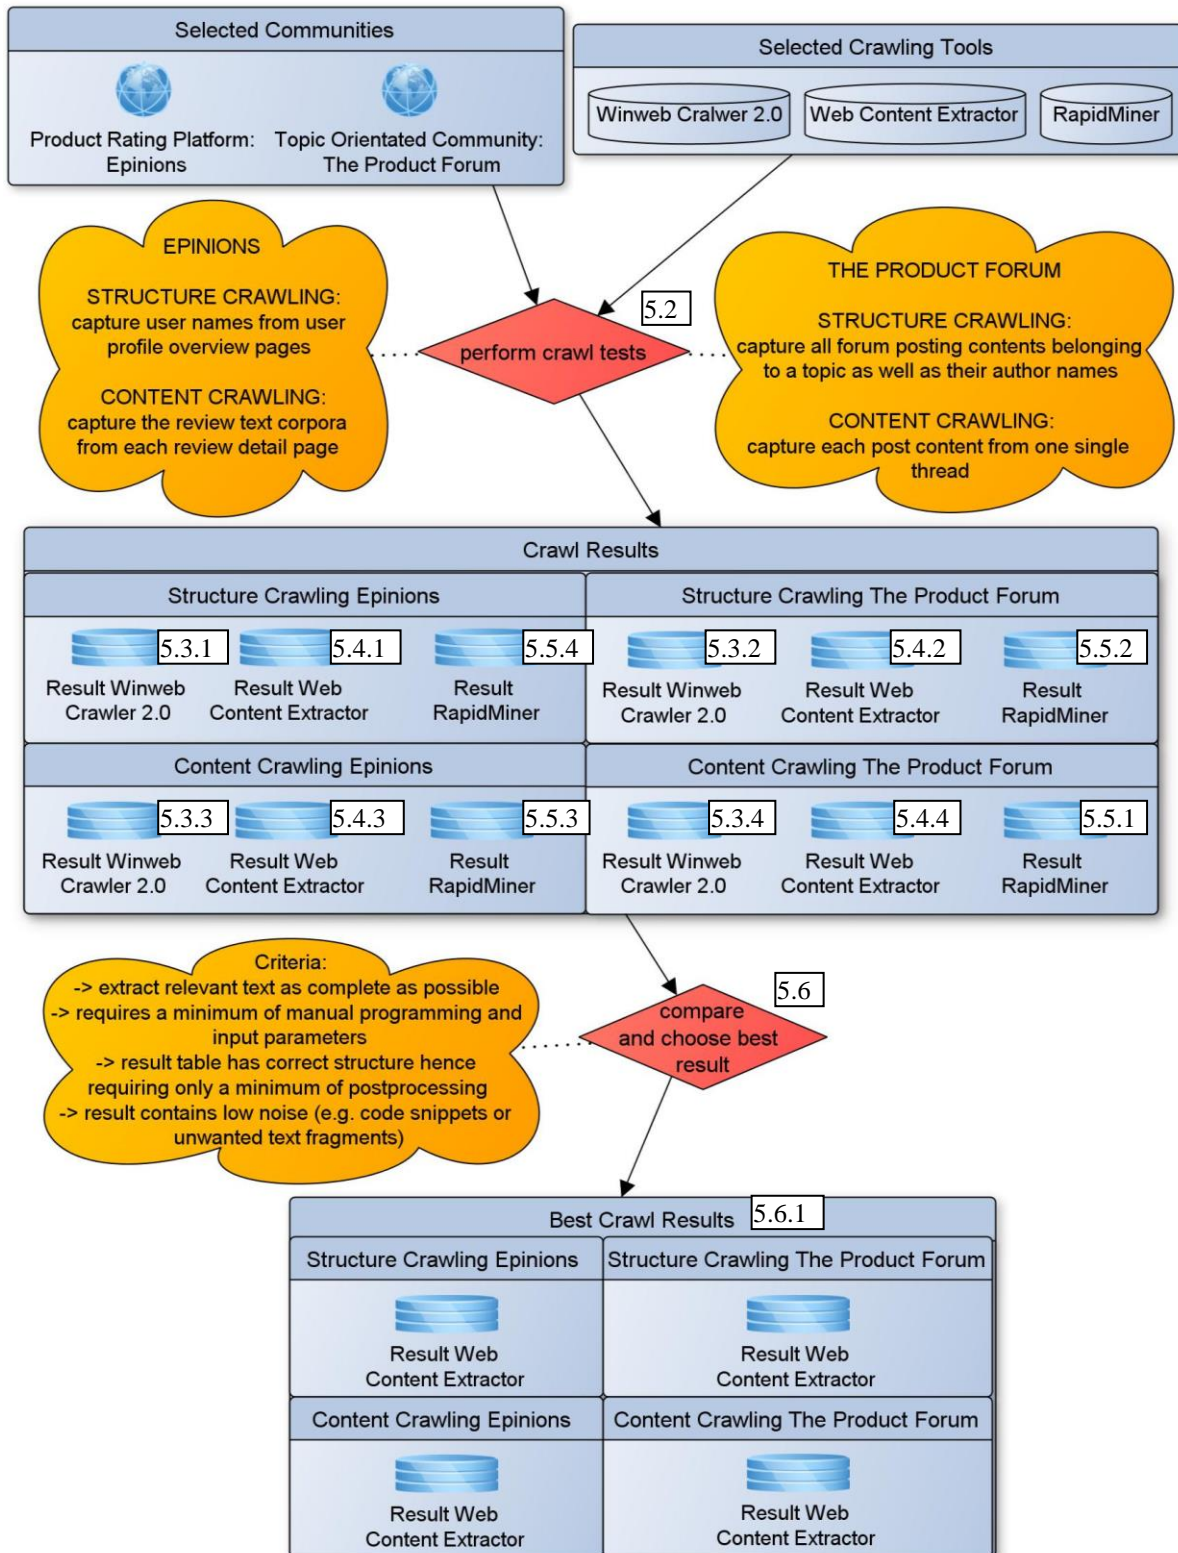 Selected Communities
Product Rating Platform:
Epinions
Topic Orientated Community:
The Product Forum
Selected Crawling Tools
Winweb Cralwer 2.0
Web Content Extractor
RapidMiner
EPINIONS
STRUCTURE CRAWLING:
capture user names from user
profile overview pages
CONTENT CRAWLING:
capture the review text corpora
from each review detail page
5.2
perform crawl tests
THE PRODUCT FORUM
STRUCTURE CRAWLING:
capture all forum posting contents belonging
to a topic as well as their author names
CONTENT CRAWLING:
capture each post content from one single
thread
Crawl Results
Structure Crawling Epinions
5.3.1
Result Winweb
Crawler 2.0
5.4.1
Result Web
Content Extractor
5.5.4
Result
RapidMiner
Structure Crawling The Product Forum
5.3.2
Result Winweb
Crawler 2.0
5.4.2
Result Web
Content Extractor
5.5.2
Result
RapidMiner
Content Crawling Epinions
5.3.3
Result Winweb
Crawler 2.0
5.4.3
Result Web
Content Extractor
5.5.3
Result
RapidMiner
Content Crawling The Product Forum
5.3.4
Result Winweb
Crawler 2.0
5.4.4
Result Web
Content Extractor
5.5.1
Result
RapidMiner
Criteria:
-> extract relevant text as complete as possible
-> requires a minimum of manual programming and
input parameters
-> result table has correct structure hence
requiring only a minimum of postprocessing
-> result contains low noise (e.g. code snippets or
unwanted text fragments)
5.6
compare
and choose best
result
Best Crawl Results
5.6.1
Structure Crawling Epinions
Result Web
Content Extractor
Structure Crawling The Product Forum
Result Web
Content Extractor
Content Crawling Epinions
Result Web
Content Extractor
Content Crawling The Product Forum
Result Web
Content Extractor